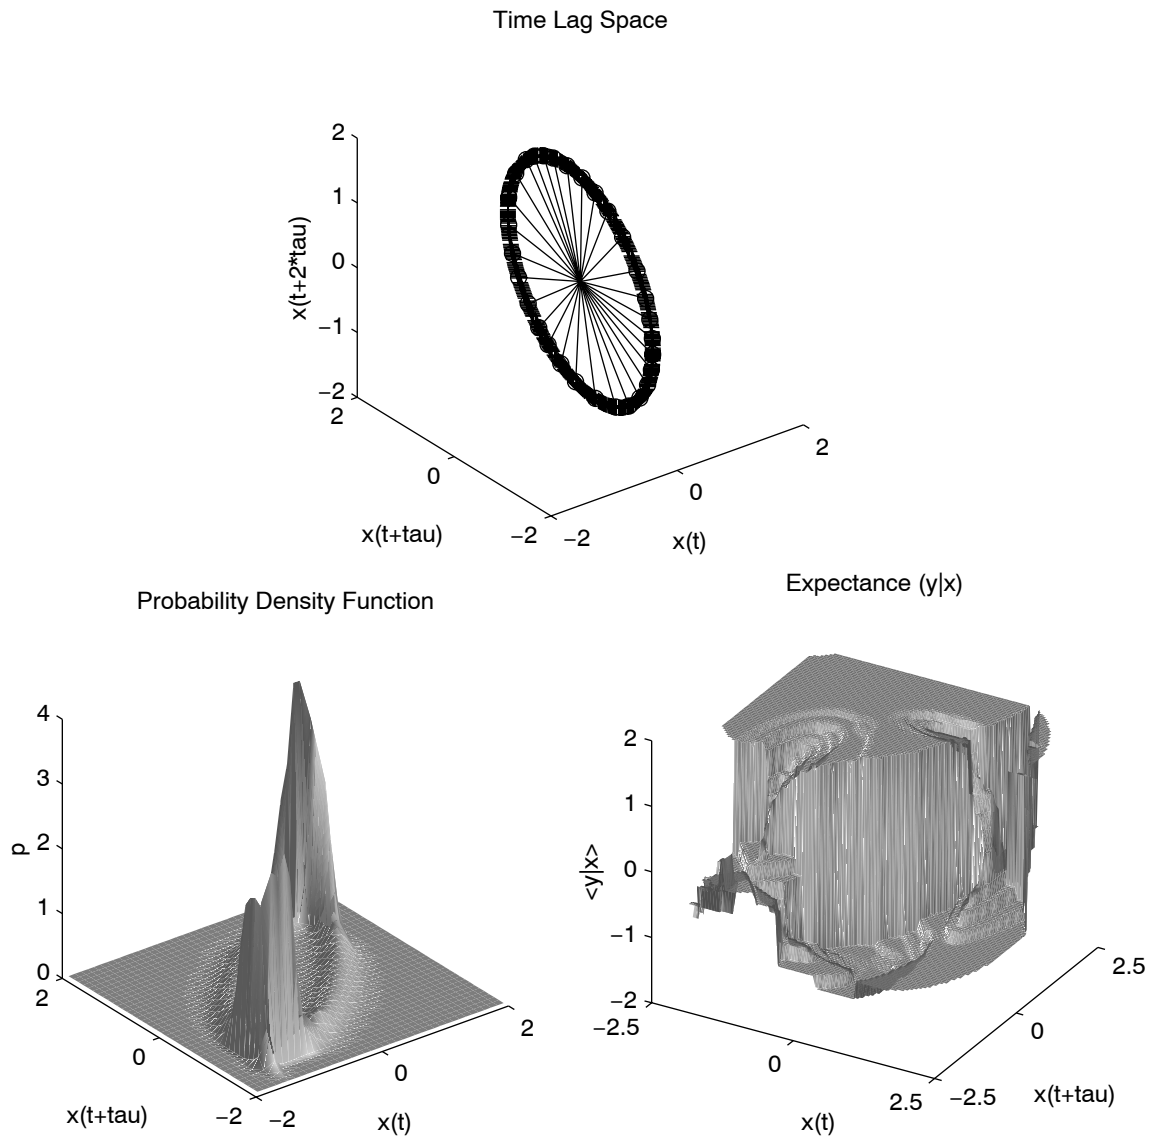 Time Lag Space
2
1
0
−1
−2
x(t+2*tau)
2
0
−2
x(t+tau)
−2
0
2
x(t)
Probability Density Function
4
3
2
1
0
p
2
0
−2
x(t+tau)
−2
0
2
x(t)
Expectance (y|x)
2
1
0
−1
−2
<y|x>
−2.5
0
2.5
x(t)
−2.5
0
2.5
x(t+tau)